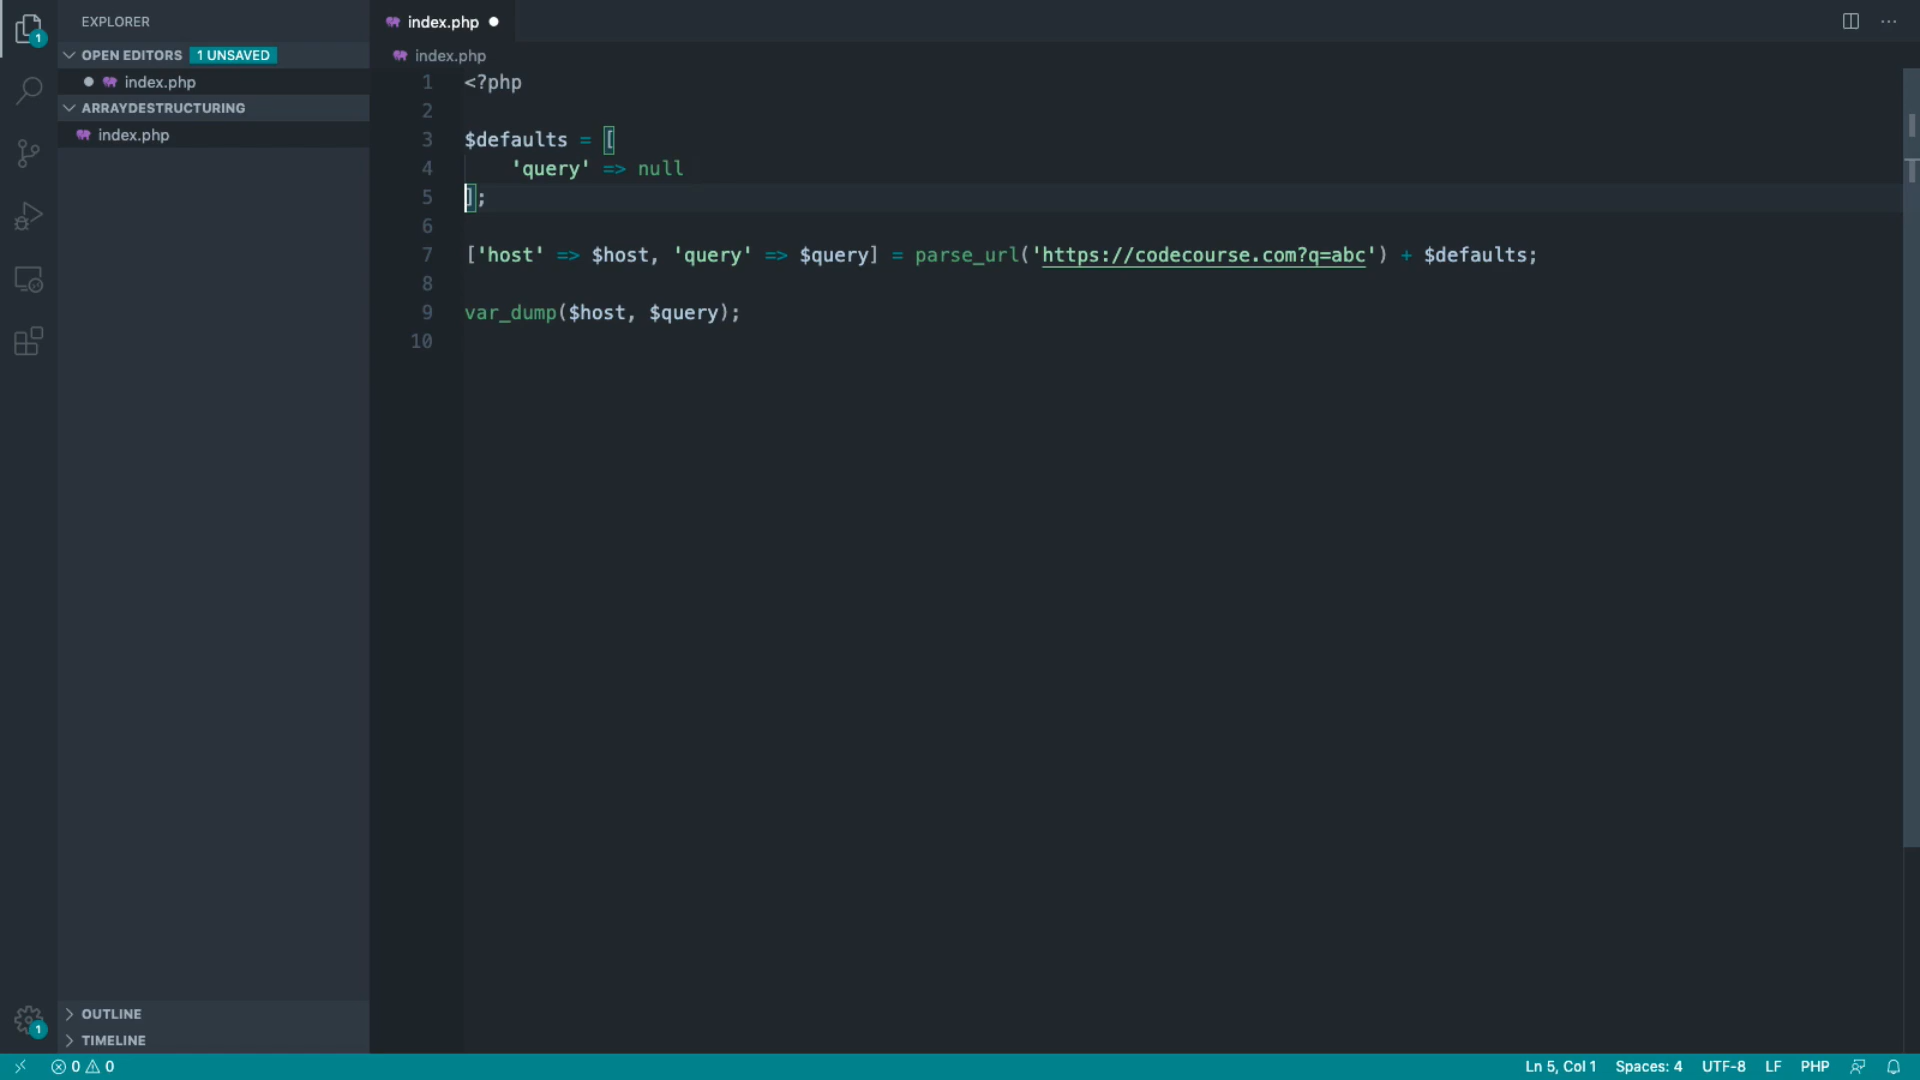 EXPLORER
OPEN EDITORS 1 UNSAVED
index.php
ARRAYDESTRUCTURING
index.php
OUTLINE
TIMELINE
1
1
index.php
index.php
1 <?php
2
3 $defaults = [
4     'query' => null
5 ];
6
7 ['host' => $host, 'query' => $query] = parse_url('https://codecourse.com?q=abc') + $defaults;
8
9 var_dump($host, $query);
10
0 0
Ln 5, Col 1 Spaces: 4 UTF-8 LF PHP